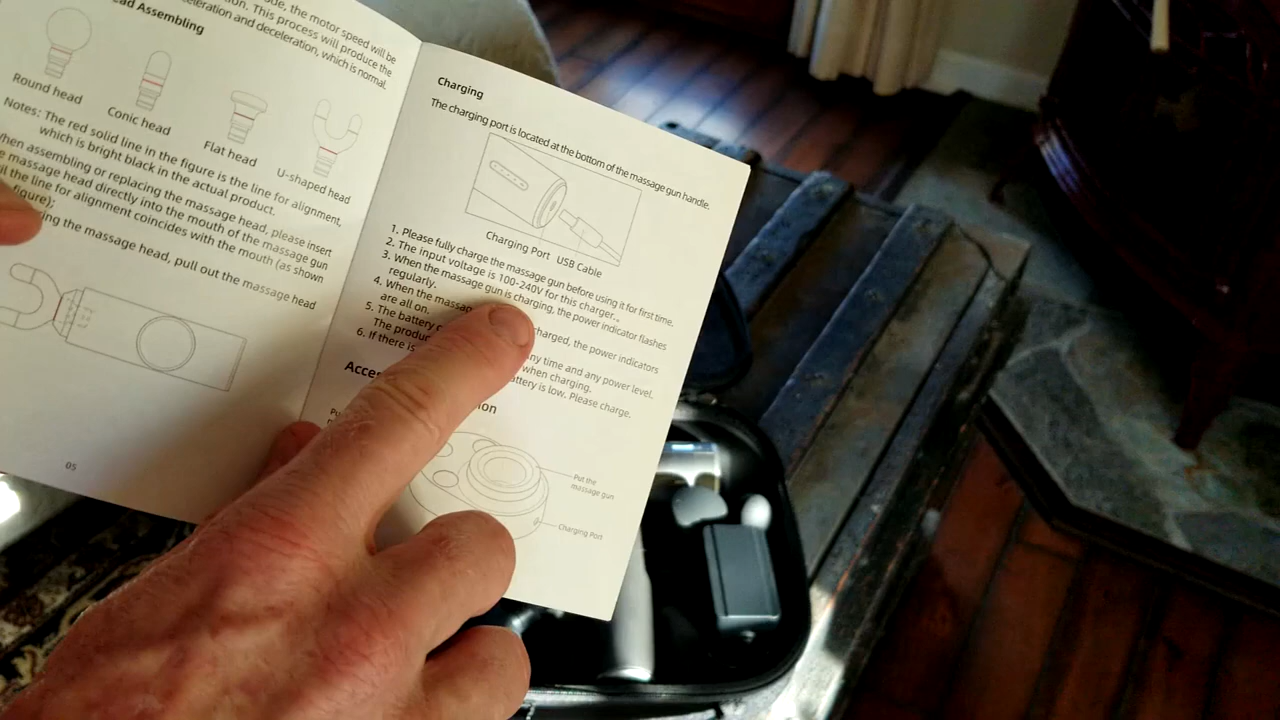 de, the motor speed will be
tion. This process will produce the
celeration and deceleration, which is normal.
ead Assembling
Round head
Conic head
Flat head
U-shaped head
Notes: The red solid line in the figure is the line for alignment,
which is bright black in the actual product.
When assembling or replacing the massage head, please insert
e massage head directly into the mouth of the massage gun
til the line for alignment coincides with the mouth (as shown
figure);
ing the massage head, pull out the massage head
05
Charging
The charging port is located at the bottom of the massage gun handle.
Charging Port
USB Cable
1. Please fully charge the massage gun before using it for first time.
2. The input voltage is 100-240V for this charger..
3. When the massage gun is charging, the power indicator flashes
regularly.
4. When the massa charged, the power indicators
are all on.
5. The battery c ny time and any power level.
The produ when charging.
6. If there is attery is low. Please charge.
Acce ion
Pu
Put the
massage gun
Charging Port